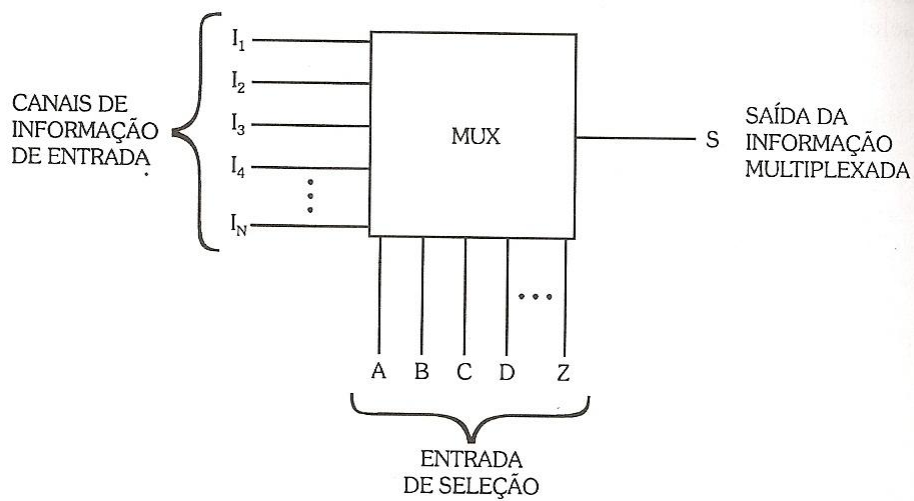 CANAIS DE
INFORMAÇÃO
DE ENTRADA
I1
I2
I3
I4
IN
MUX
S
SAÍDA DA
INFORMAÇÃO
MULTIPLEXADA
A B C D Z
ENTRADA
DE SELEÇÃO